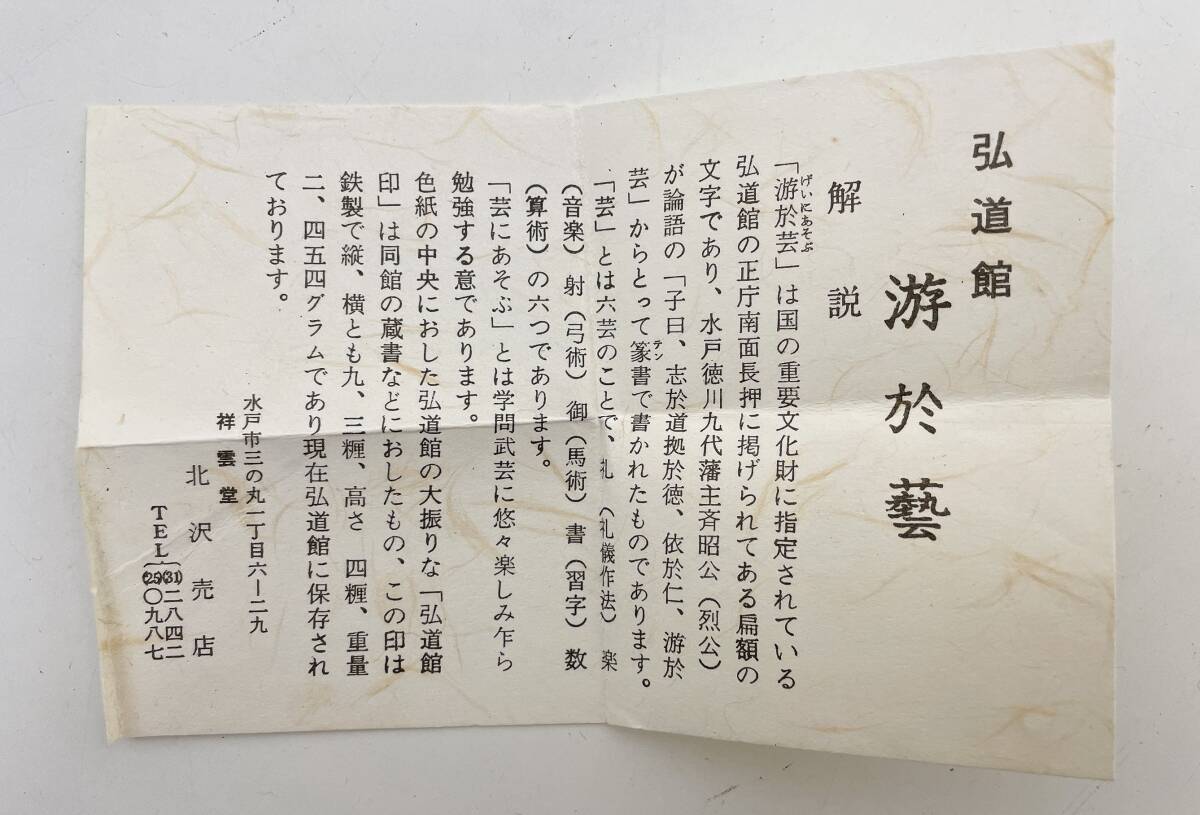 弘道館
游於藝
解説
「游於芸」は国の重要文化財に指定されている
げいにあそぶ
弘道館の正庁南面長押に掲げられてある扁額の
文字であり、水戸徳川九代藩主斉昭公（烈公）
が論語の「子曰、志於道拠於徳、依於仁、游於
芸」からとって篆書で書かれたものであります。
テン
「芸」とは六芸のことで、礼（礼儀作法）楽
（音楽）射（弓術）御（馬術）書（習字）数
（算術）の六つであります。
「芸にあそぶ」とは学問武芸に悠々楽しみ乍ら
勉強する意であります。
色紙の中央におした弘道館の大振りな「弘道館
印」は同館の蔵書などにおしたもの、この印は
鉄製で縦、横とも九、三糎、高さ 四糎、重量
二、四五四グラムであり現在弘道館に保存され
ております。
水戸市三の丸一丁目六ー二九
祥雲堂
北沢売店
TEL（31）二八四二
（25）〇九八七